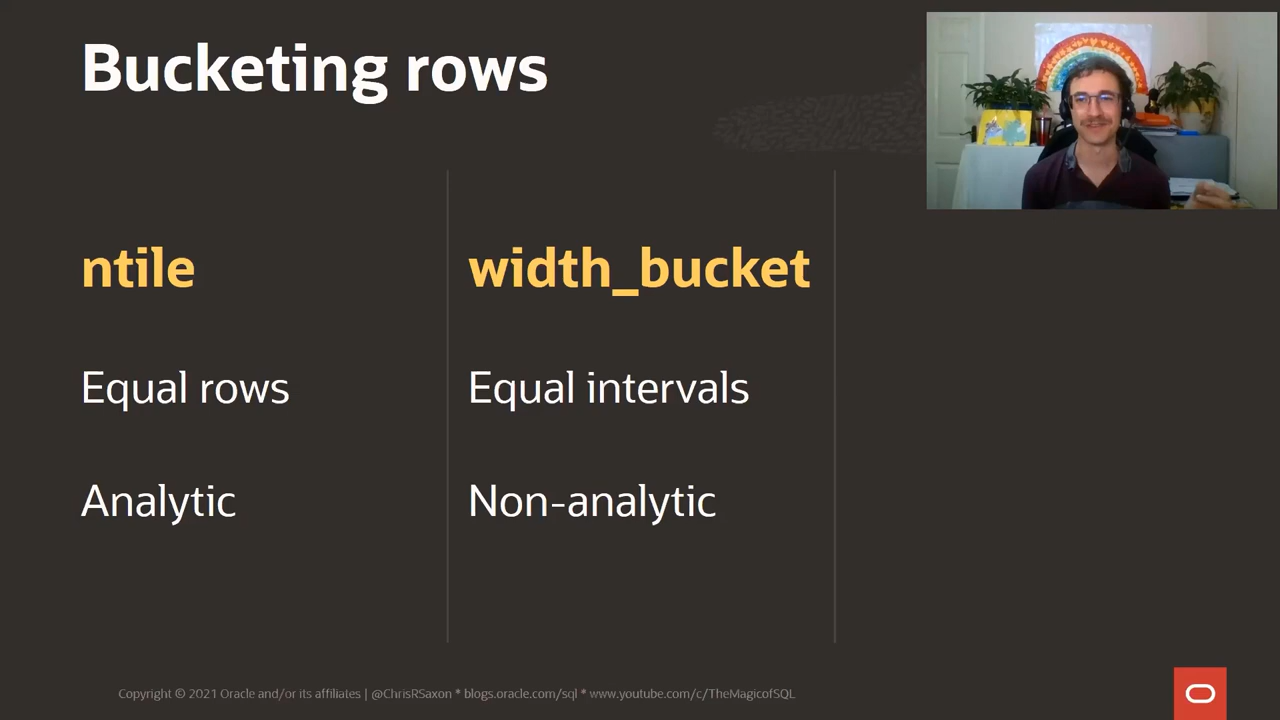 Bucketing rows
ntile
width_bucket
Equal rows
Equal intervals
Analytic
Non-analytic
Copyright © 2021 Oracle and/or its affiliates | @ChrisRSaxon * blogs.oracle.com/sql * www.youtube.com/c/TheMagicofSQL